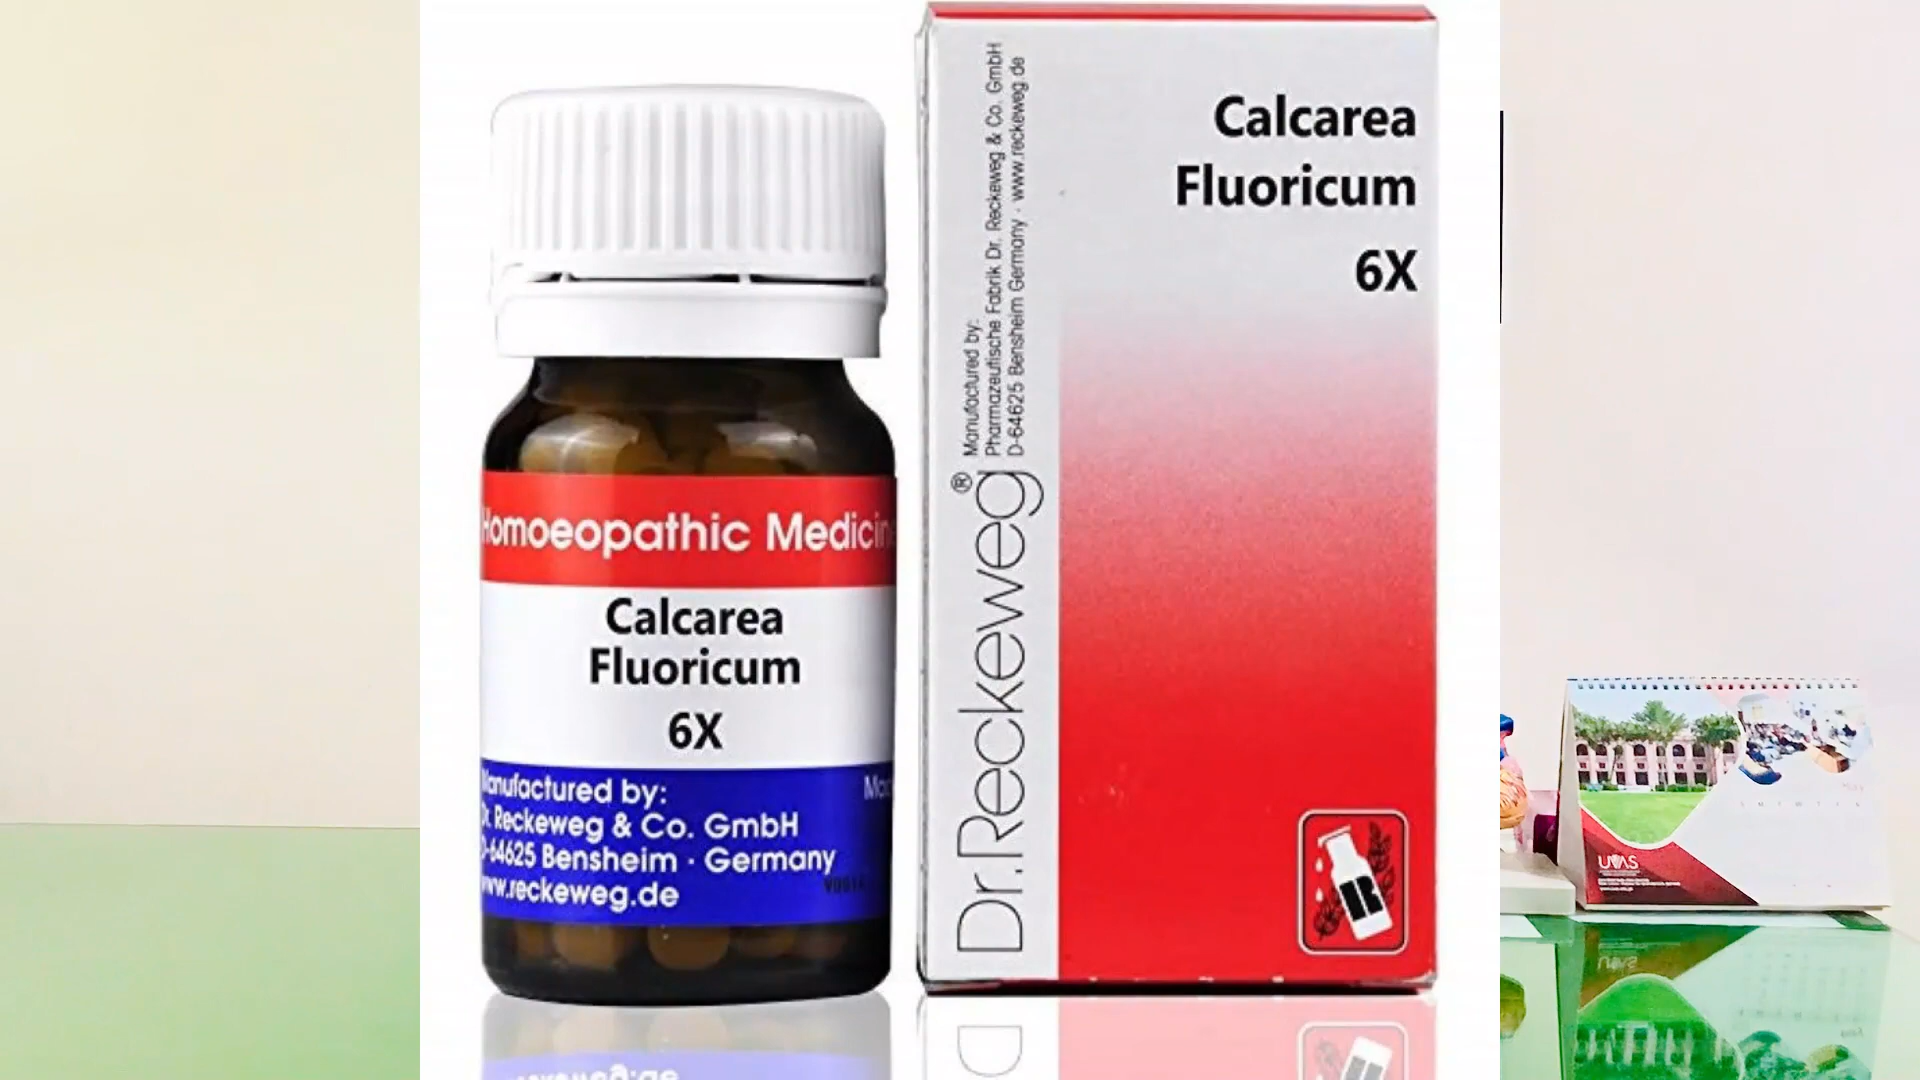 Homoeopathic Medicin
Calcarea
Fluoricum
6X
Manufactured by:
Dr. Reckeweg & Co. GmbH
D-64625 Bensheim · Germany
www.reckeweg.de
Dr.Reckeweg®
Manufactured by:
Pharmazeutische Fabrik Dr. Reckeweg & Co. GmbH
D-64625 Bensheim Germany · www.reckeweg.de
Calcarea
Fluoricum
6X
UVAS